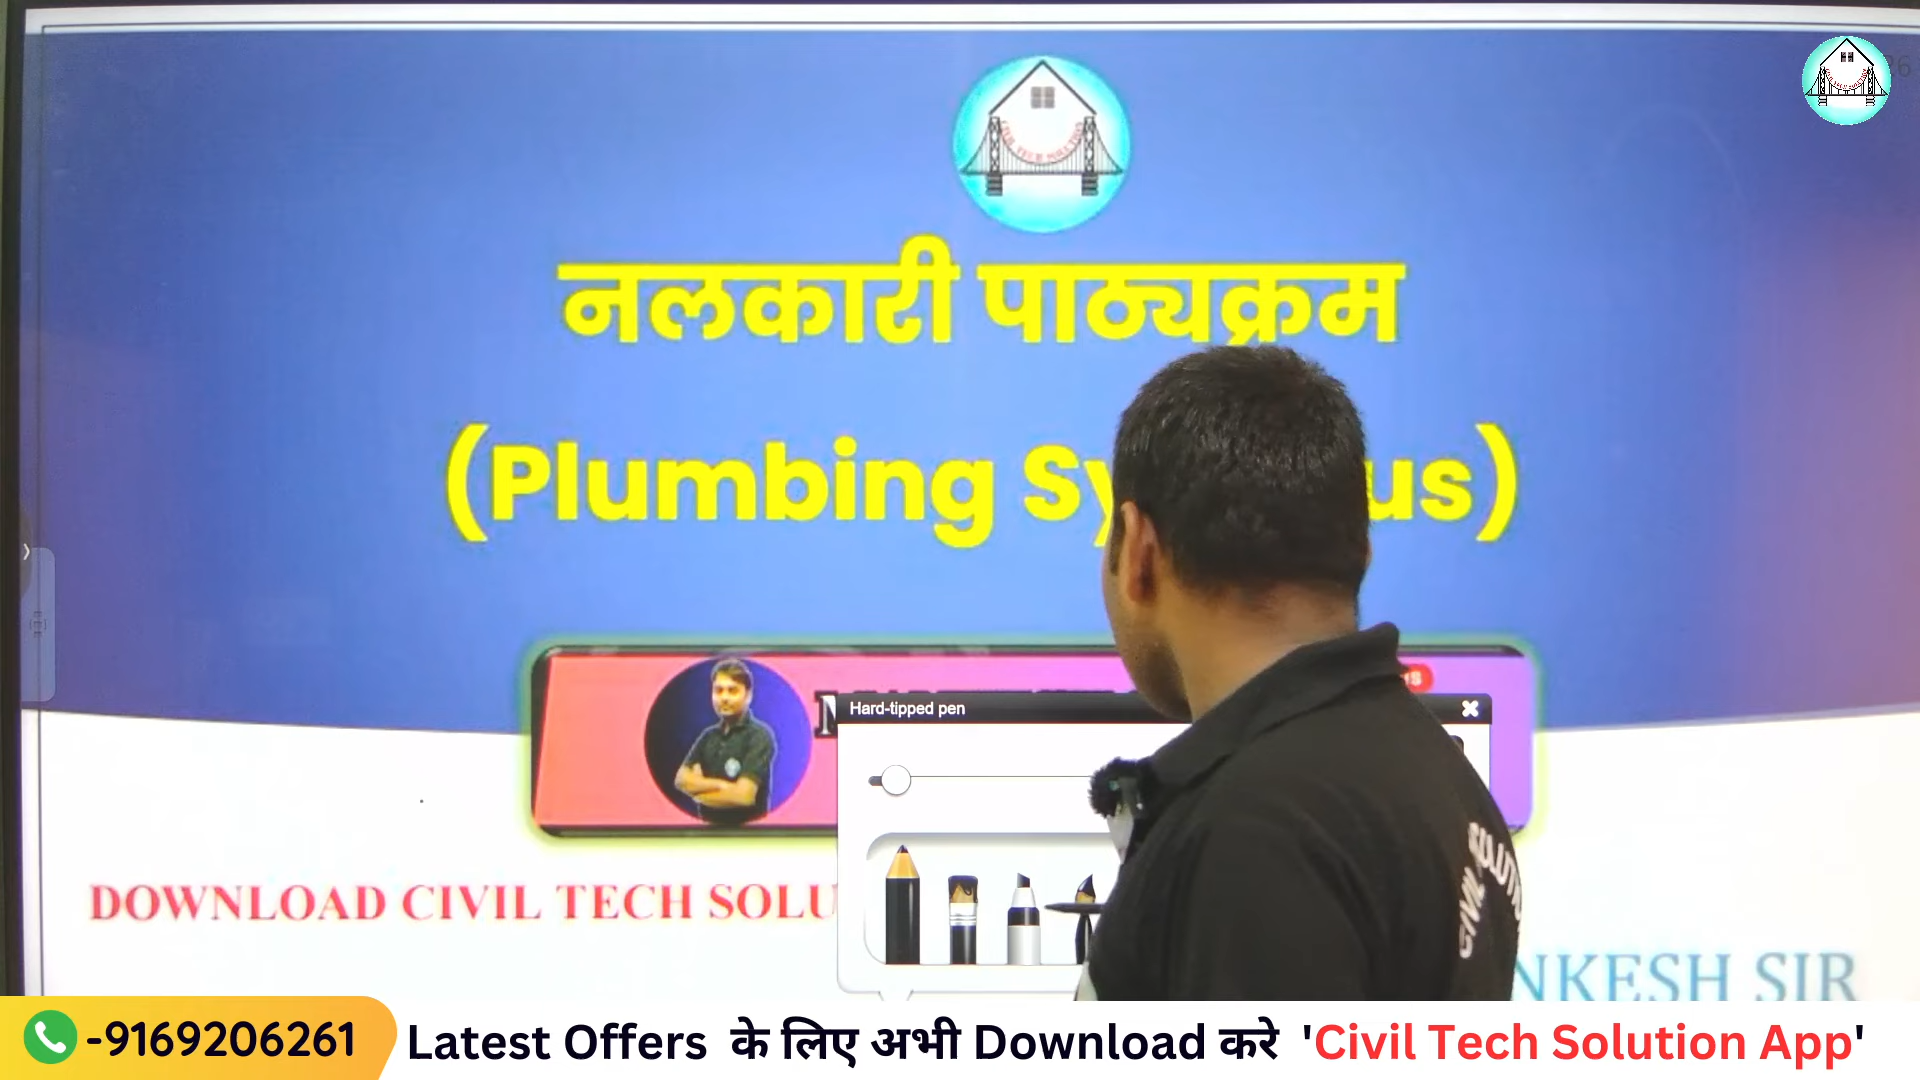 नलकारी पाठ्यक्रम
(Plumbing Sy us)
Hard-tipped pen
DOWNLOAD CIVIL TECH SOLU
NKESH SIR
CIVIL
-9169206261
Latest Offers के लिए अभी Download करे 'Civil Tech Solution App'